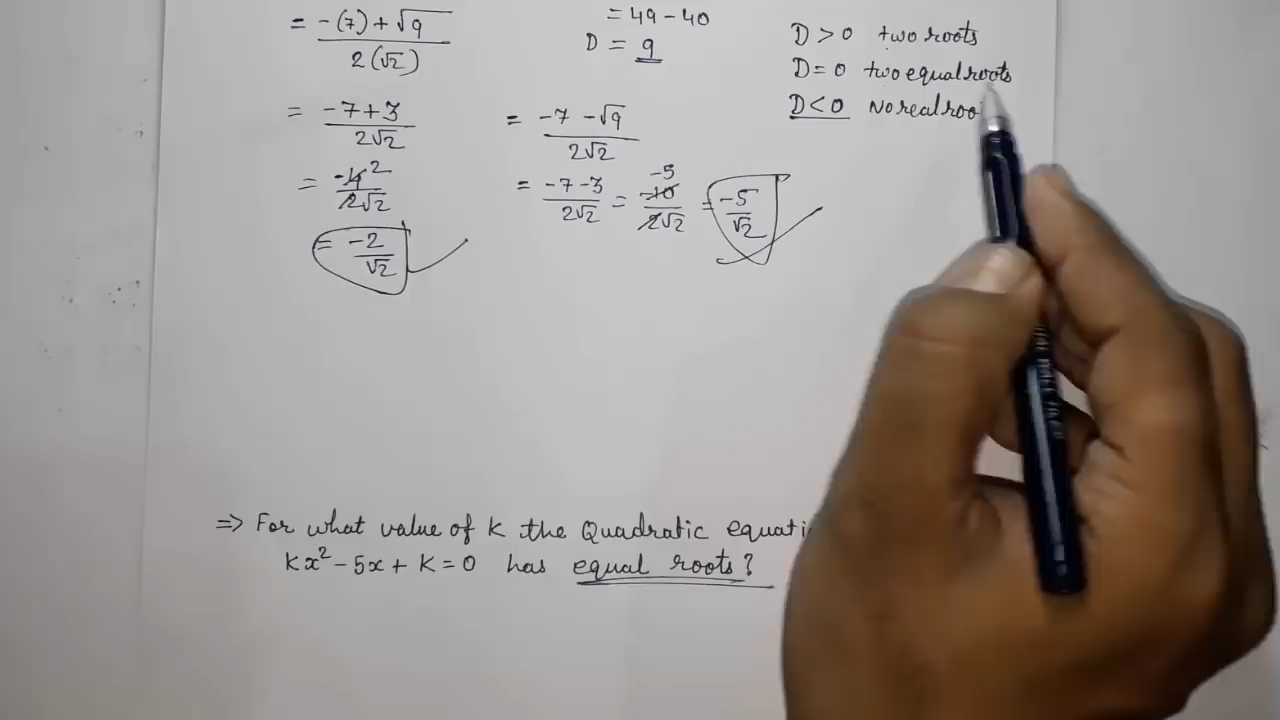 = -(7) + √9 / 2(√2)
= -7 + 3 / 2√2
= -4 2 / 2√2
= -2 / √2
= 49 - 40
D = 9
= -7 - √9 / 2√2
= -7 - 3 / 2√2 = -10 -5 / 2√2 = -5 / √2
D > 0 two roots
D = 0 two equal roots
D < 0 No real
=> For what value of K the Quadratic
Kx² - 5x + K = 0 has equal roots?